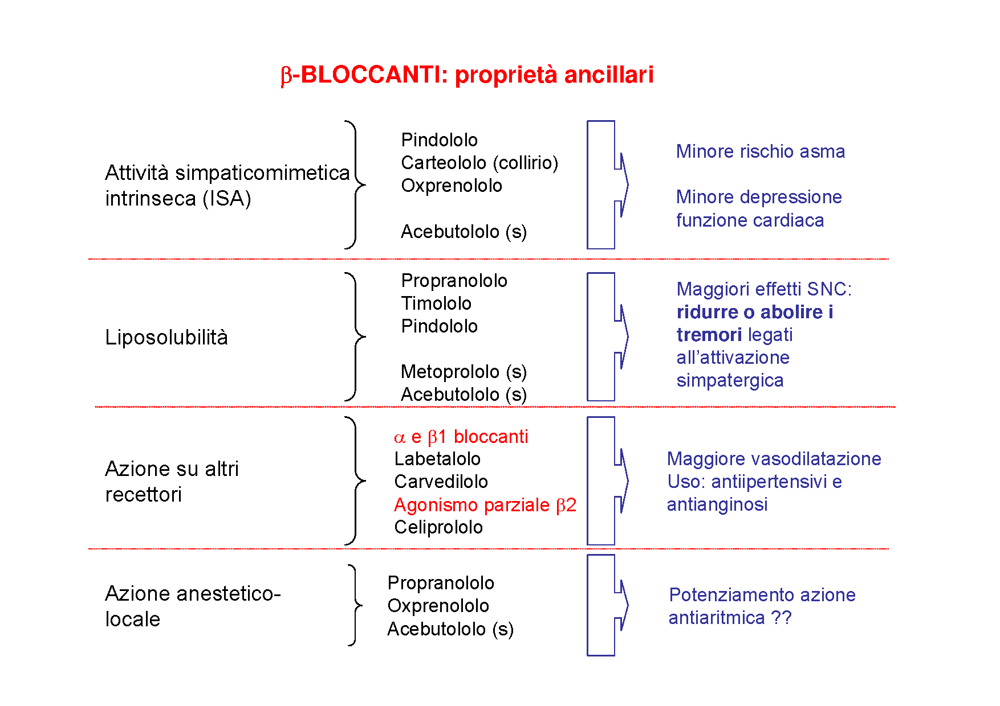 β-BLOCCANTI: proprietà ancillari
Attività simpaticomimetica
intrinseca (ISA)
Pindololo
Carteololo (collirio)
Oxprenololo
Acebutololo (s)
Minore rischio asma
Minore depressione
funzione cardiaca
Liposolubilità
Propranololo
Timololo
Pindololo
Metoprololo (s)
Acebutololo (s)
Maggiori effetti SNC:
ridurre o abolire i
tremori legati
all’attivazione
simpatergica
Azione su altri
recettori
α e β1 bloccanti
Labetalolo
Carvedilolo
Agonismo parziale β2
Celiprololo
Maggiore vasodilatazione
Uso: antiipertensivi e
antianginosi
Azione anestetico-
locale
Propranololo
Oxprenololo
Acebutololo (s)
Potenziamento azione
antiaritmica ??